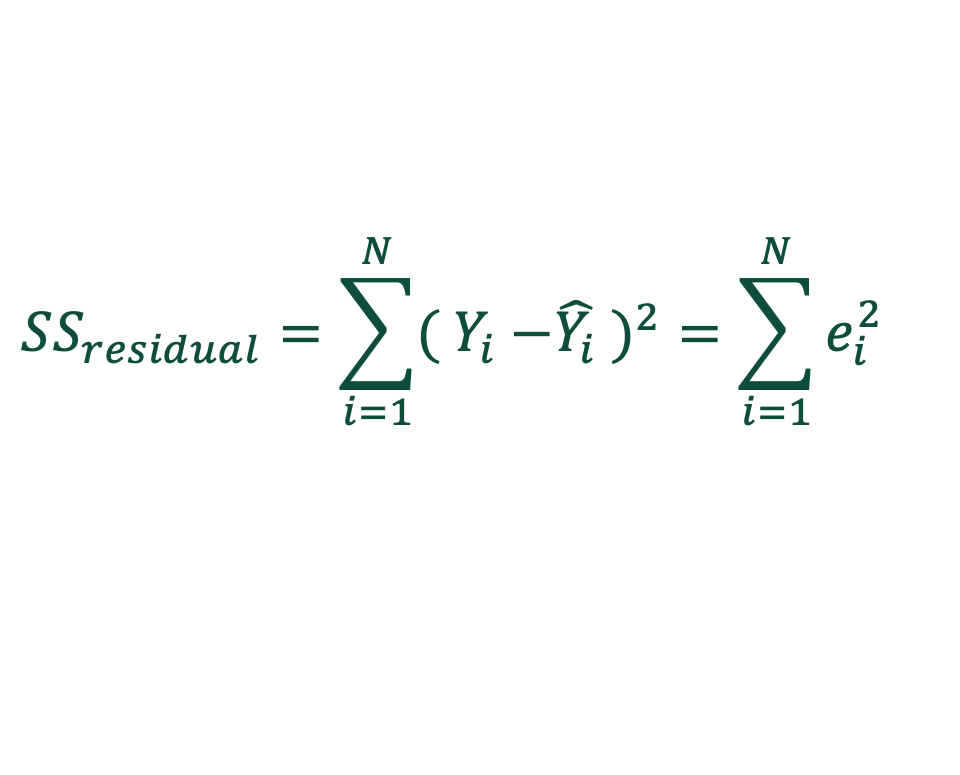 SS_residual = ∑_{i=1}^{N} ( Y_i − Ŷ_i )² = ∑_{i=1}^{N} e_i²